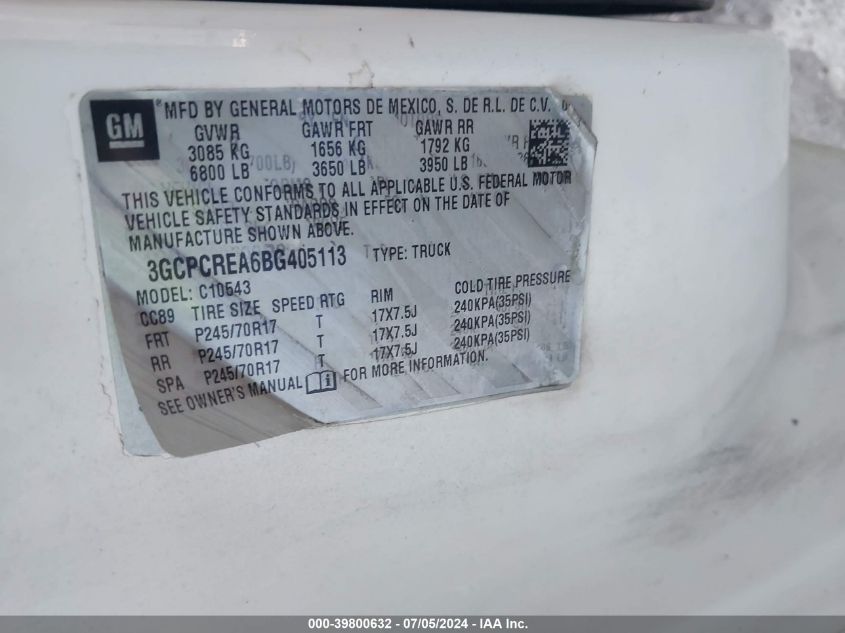 GM
MFD BY GENERAL MOTORS DE MEXICO, S. DE R.L. DE C.V.
GVWR GAWR FRT GAWR RR
3085 KG 1656 KG 1792 KG
6800 LB 3650 LB 3950 LB
THIS VEHICLE CONFORMS TO ALL APPLICABLE U.S. FEDERAL MOTOR
VEHICLE SAFETY STANDARDS IN EFFECT ON THE DATE OF
MANUFACTURE SHOWN ABOVE.
3GCPCREA6BG405113 TYPE: TRUCK
MODEL: C10543
CC89 TIRE SIZE SPEED RTG RIM COLD TIRE PRESSURE
FRT P245/70R17 T 17X7.5J 240KPA(35PSI)
RR P245/70R17 T 17X7.5J 240KPA(35PSI)
SPA P245/70R17 T 17X7.5J 240KPA(35PSI)
SEE OWNER'S MANUAL FOR MORE INFORMATION.
000-39800632 - 07/05/2024 - IAA Inc.